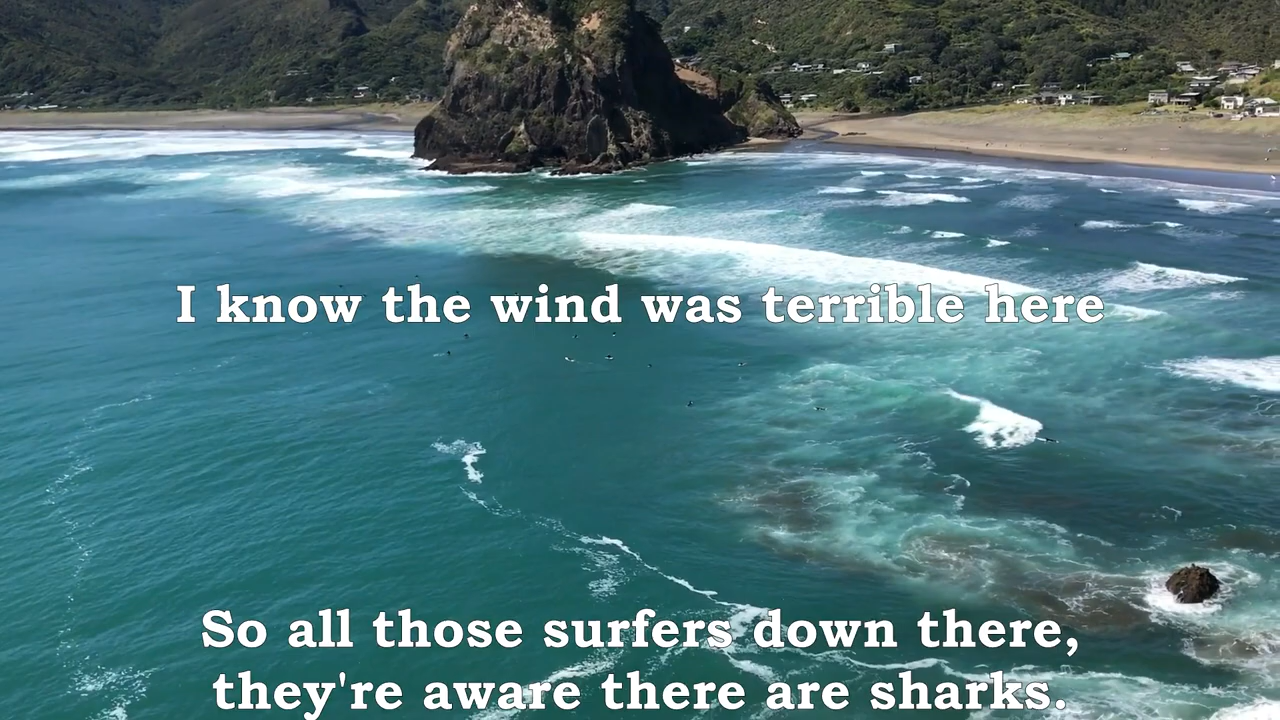 I know the wind was terrible here
So all those surfers down there,
they're aware there are sharks.